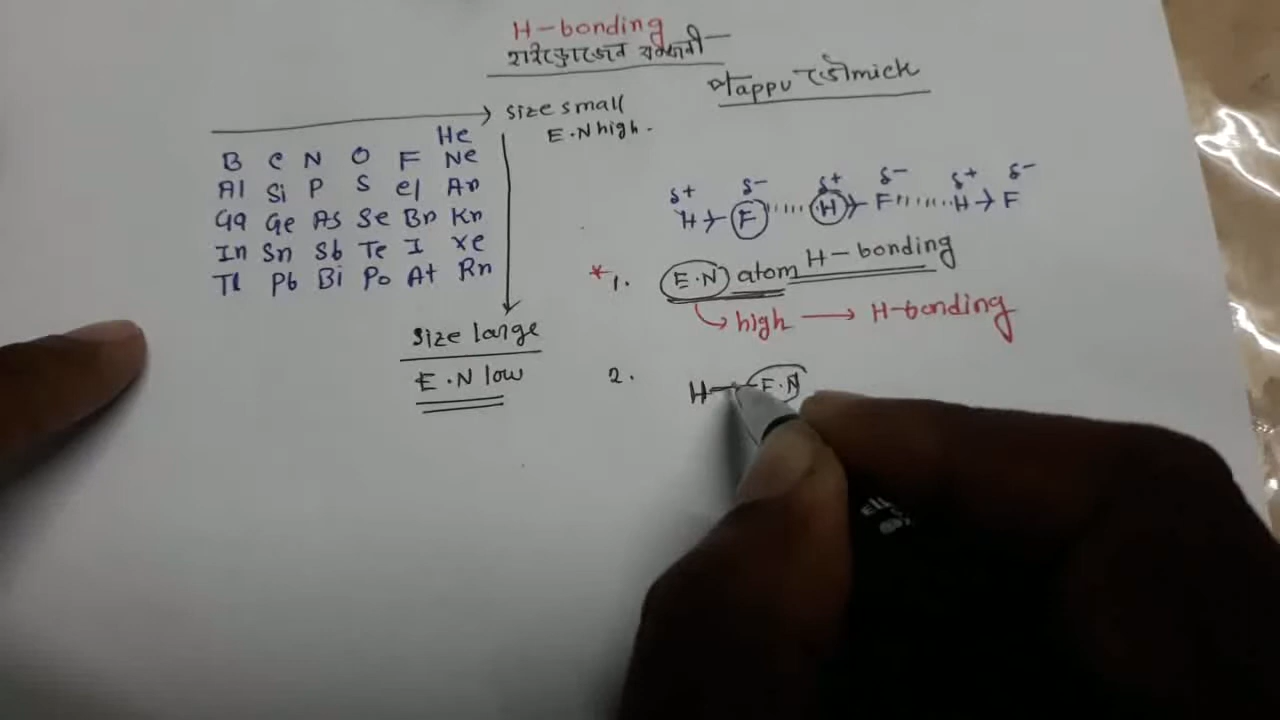 H-bonding
হাইড্রোজেন বন্ধনী-
Size small
E.N high.
He
B C N O F Ne
Al Si P S Cl Ar
Ga Ge As Se Br Kr
In Sn Sb Te I Xe
Tl Pb Bi Po At Rn
Size large
E.N low
δ+ δ- δ+ δ- δ+ δ-
H → F ..... H → F ....... H → F
*1. E.N atom H-bonding
high → H-bonding
2. H — E.N